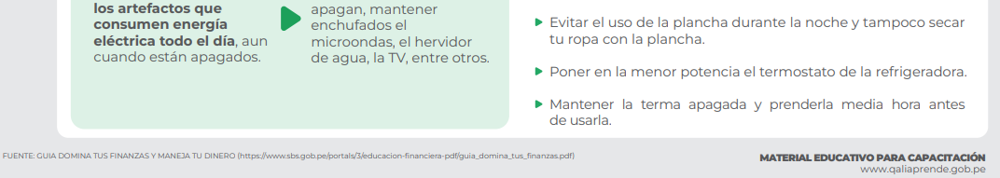 los artefactos que
consumen energía
eléctrica todo el día, aun
cuando están apagados.
apagan, mantener
enchufados el
microondas, el hervidor
de agua, la TV, entre otros.
Evitar el uso de la plancha durante la noche y tampoco secar
tu ropa con la plancha.
Poner en la menor potencia el termostato de la refrigeradora.
Mantener la terma apagada y prenderla media hora antes
de usarla.
FUENTE: GUIA DOMINA TUS FINANZAS Y MANEJA TU DINERO (https://www.sbs.gob.pe/portals/3/educacion-financiera-pdf/guia_domina_tus_finanzas.pdf)
MATERIAL EDUCATIVO PARA CAPACITACIÓN
www.qaliaprende.gob.pe